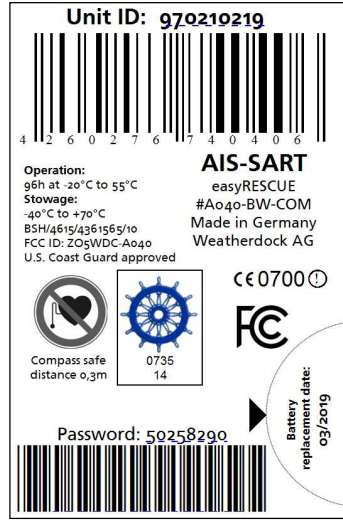 Unit ID: 970210219
4 260276 740406
AIS-SART
easyRESCUE
#A040-BW-COM
Made in Germany
Weatherdock AG
Operation:
96h at -20°C to 55°C
Stowage:
-40°C to +70°C
BSH/4615/4361565/10
FCC ID: ZO5WDC-A040
U.S. Coast Guard approved
CE 0700 !
FC
Compass safe
distance 0,3m
0735
14
Battery
replacement date:
03/2019
Password: 50258290